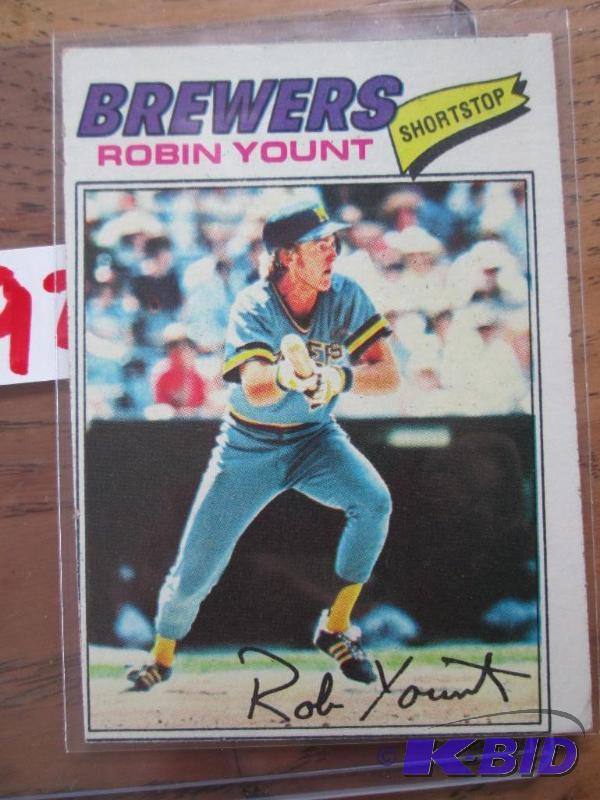 BREWERS
SHORTSTOP
ROBIN YOUNT
Rob Yount
© K-BID